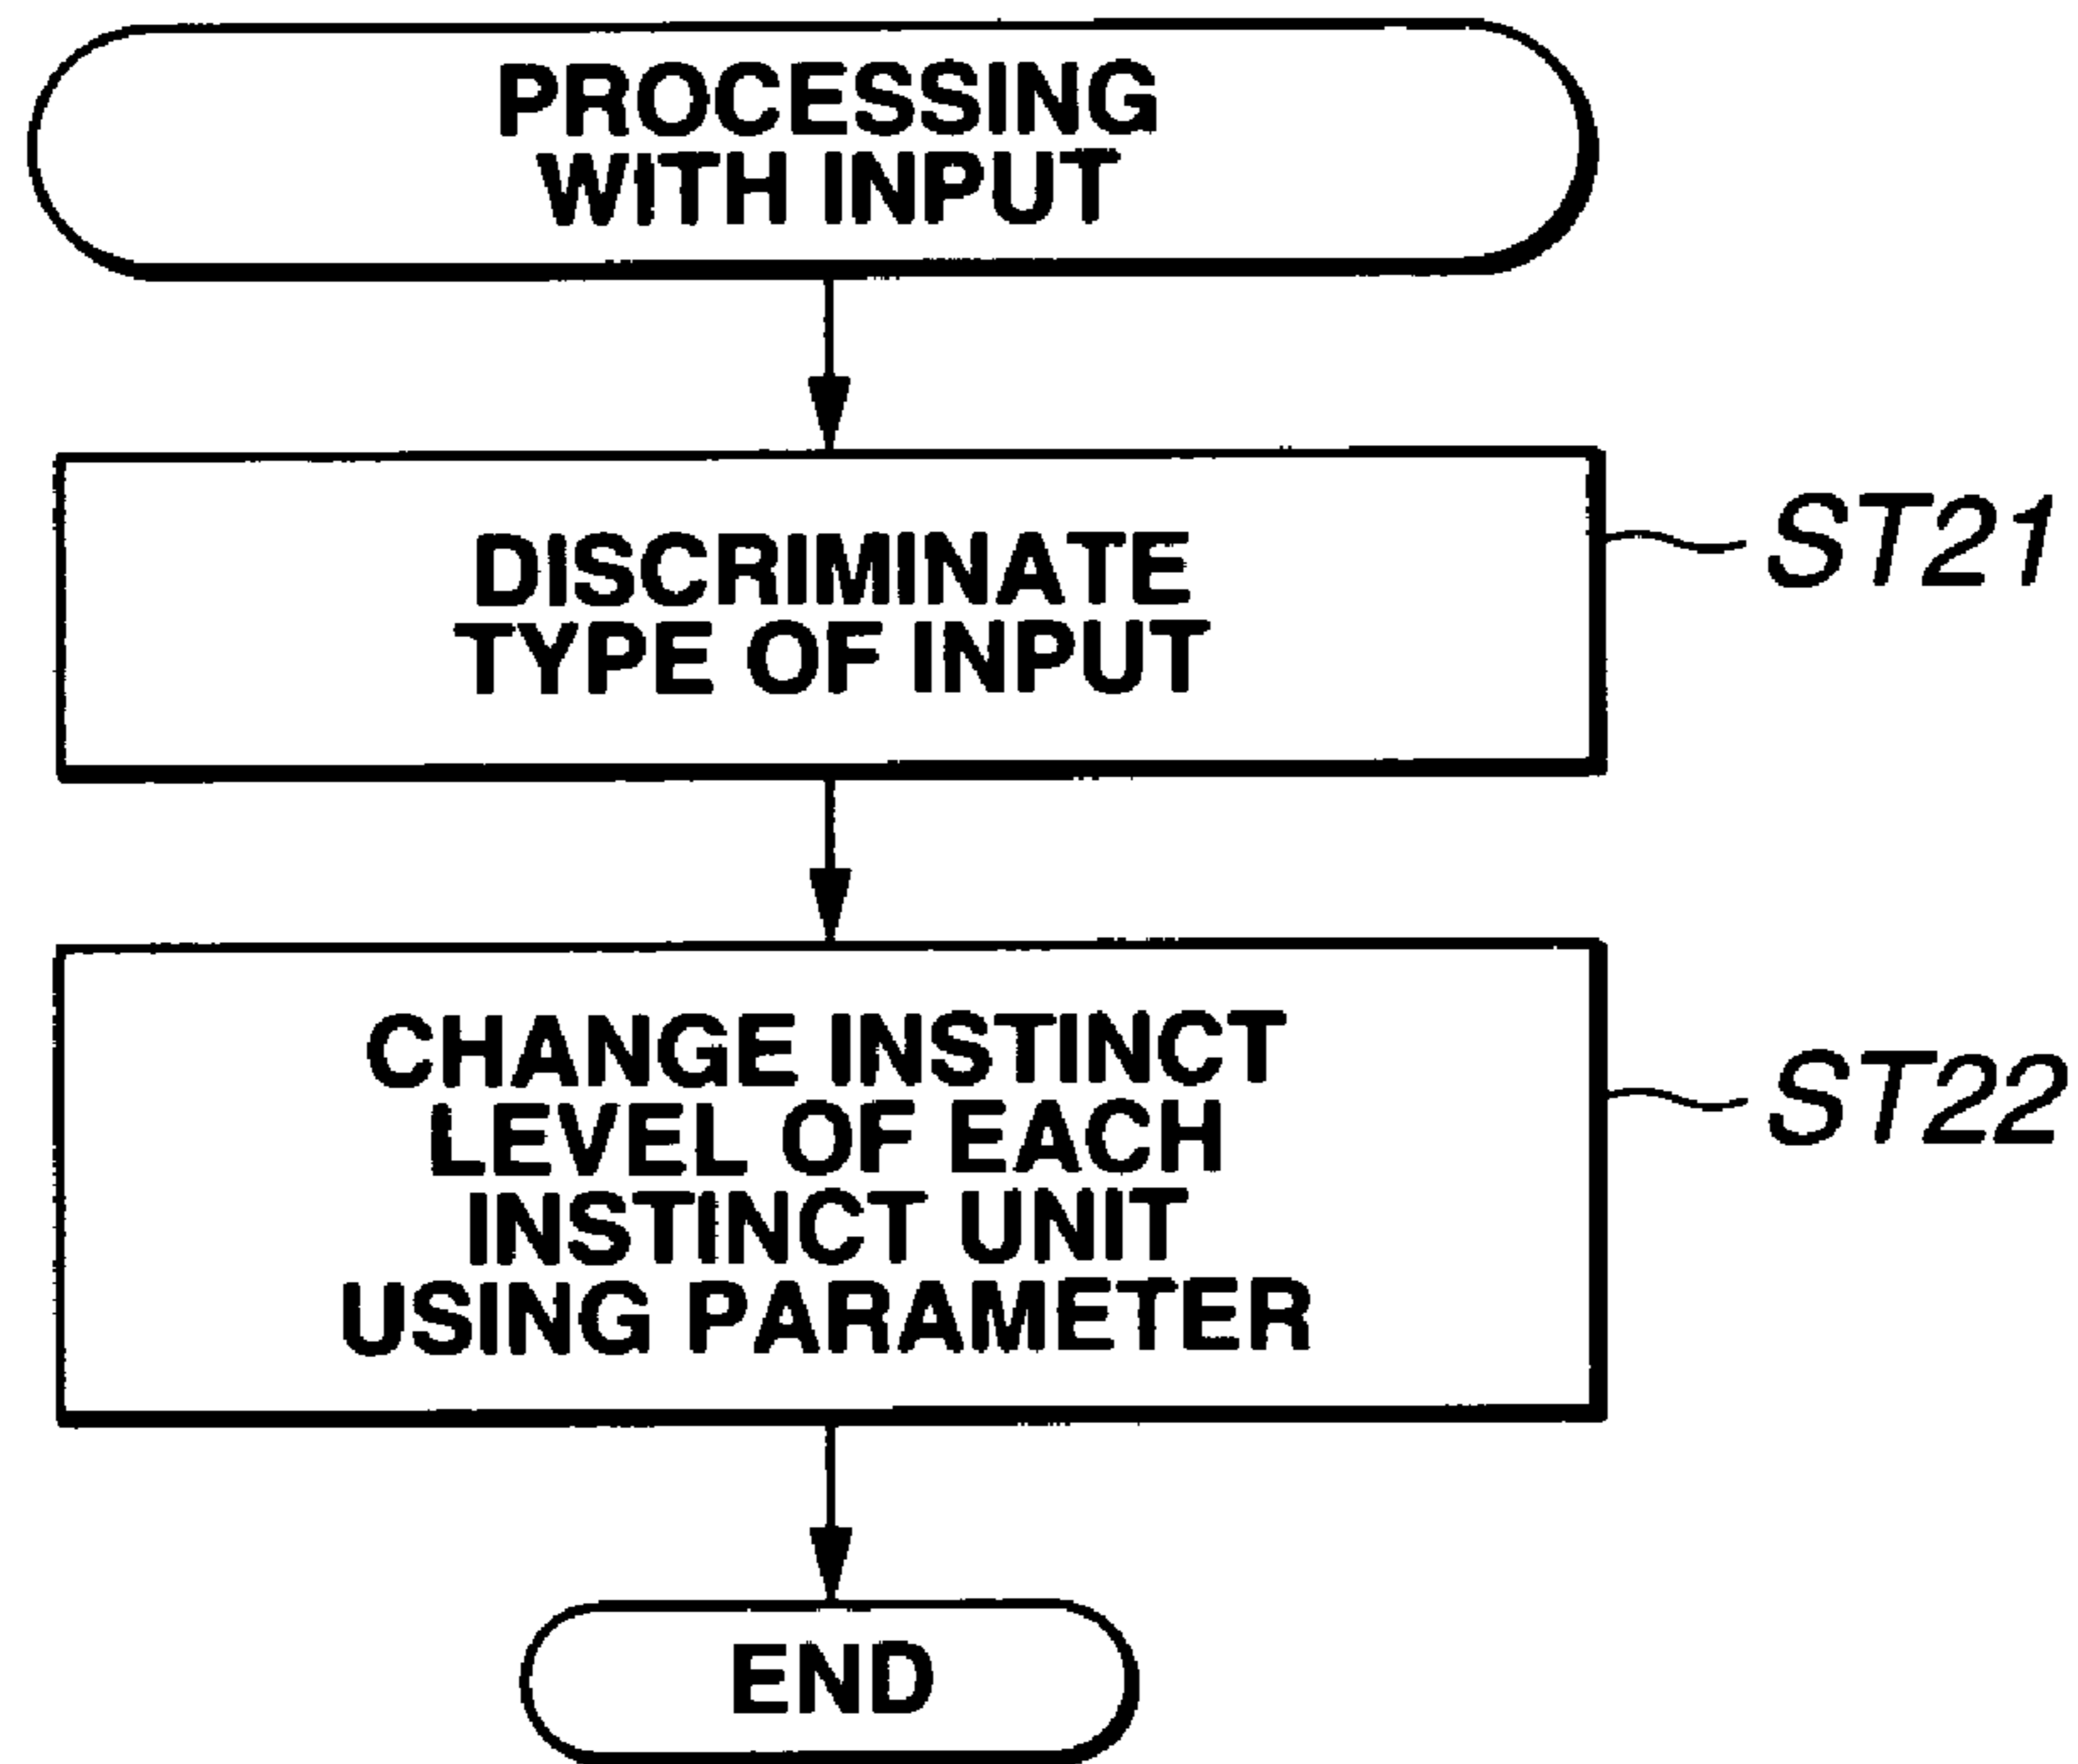 PROCESSING
WITH INPUT
DISCRIMINATE
TYPE OF INPUT
ST21
CHANGE INSTINCT
LEVEL OF EACH
INSTINCT UNIT
USING PARAMETER
ST22
END